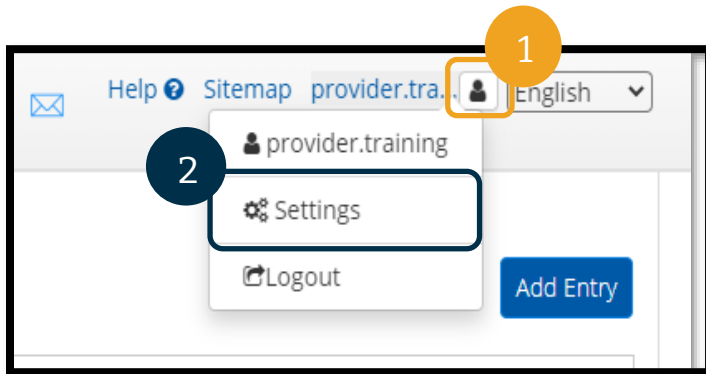 1
Help Sitemap provider.tra... English
provider.training
2
Settings
Logout
Add Entry